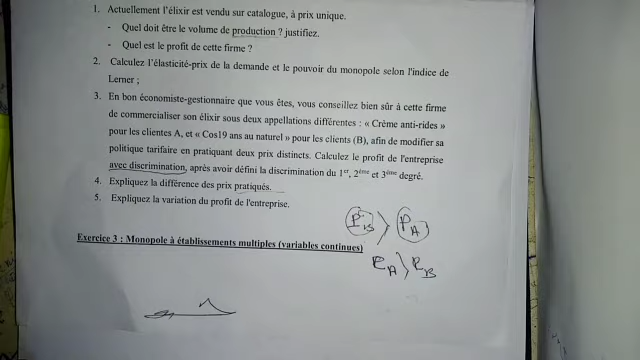 1. Actuellement l'élixir est vendu sur catalogue, à prix unique.
- Quel doit être le volume de production ? justifiez.
- Quel est le profit de cette firme ?
2. Calculez l'élasticité-prix de la demande et le pouvoir du monopole selon l'indice de
Lerner ;
3. En bon économiste-gestionnaire que vous êtes, vous conseillez bien sûr à cette firme
de commercialiser son élixir sous deux appellations différentes : « Crème anti-rides »
pour les clientes A, et « Cos19 ans au naturel » pour les clients (B), afin de modifier sa
politique tarifaire en pratiquant deux prix distincts. Calculez le profit de l'entreprise
avec discrimination, après avoir défini la discrimination du 1er, 2ème et 3ème degré.
4. Expliquez la différence des prix pratiqués.
5. Expliquez la variation du profit de l'entreprise.
P B > P A
Exercice 3 : Monopole à établissements multiples (variables continues)
e A > e B